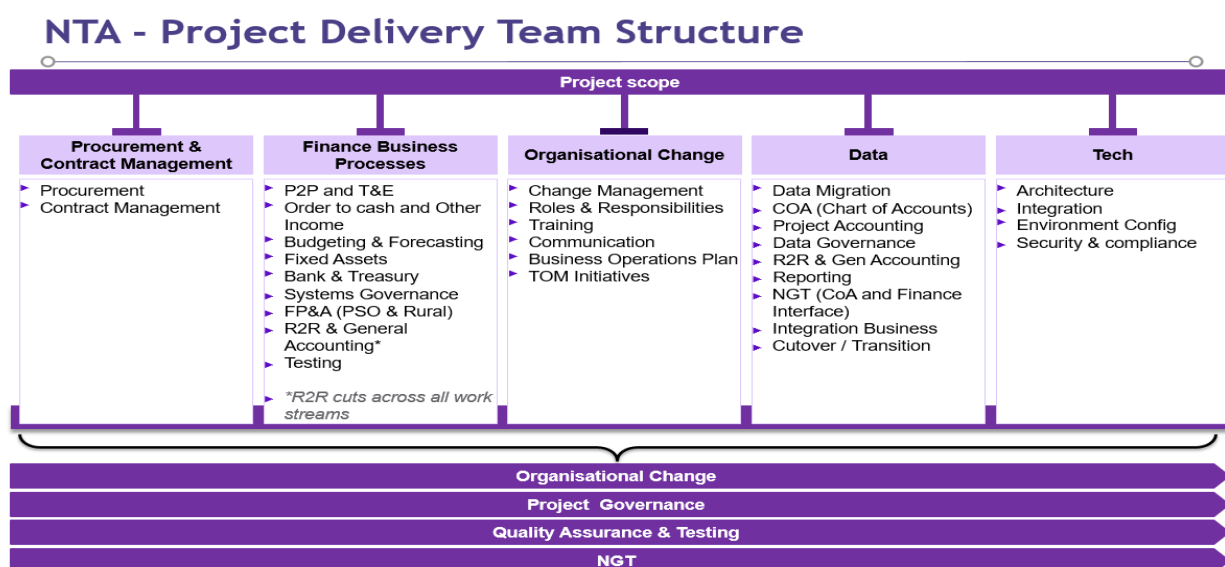 NTA - Project Delivery Team Structure
Project scope
Procurement &
Contract Management
Procurement
Contract Management
Finance Business
Processes
P2P and T&E
Order to cash and Other
Income
Budgeting & Forecasting
Fixed Assets
Bank & Treasury
Systems Governance
FP&A (PSO & Rural)
R2R & General
Accounting*
Testing
*R2R cuts across all work
streams
Organisational Change
Change Management
Roles & Responsibilities
Training
Communication
Business Operations Plan
TOM Initiatives
Data
Data Migration
COA (Chart of Accounts)
Project Accounting
Data Governance
R2R & Gen Accounting
Reporting
NGT (CoA and Finance
Interface)
Integration Business
Cutover / Transition
Tech
Architecture
Integration
Environment Config
Security & compliance
Organisational Change
Project Governance
Quality Assurance & Testing
NGT